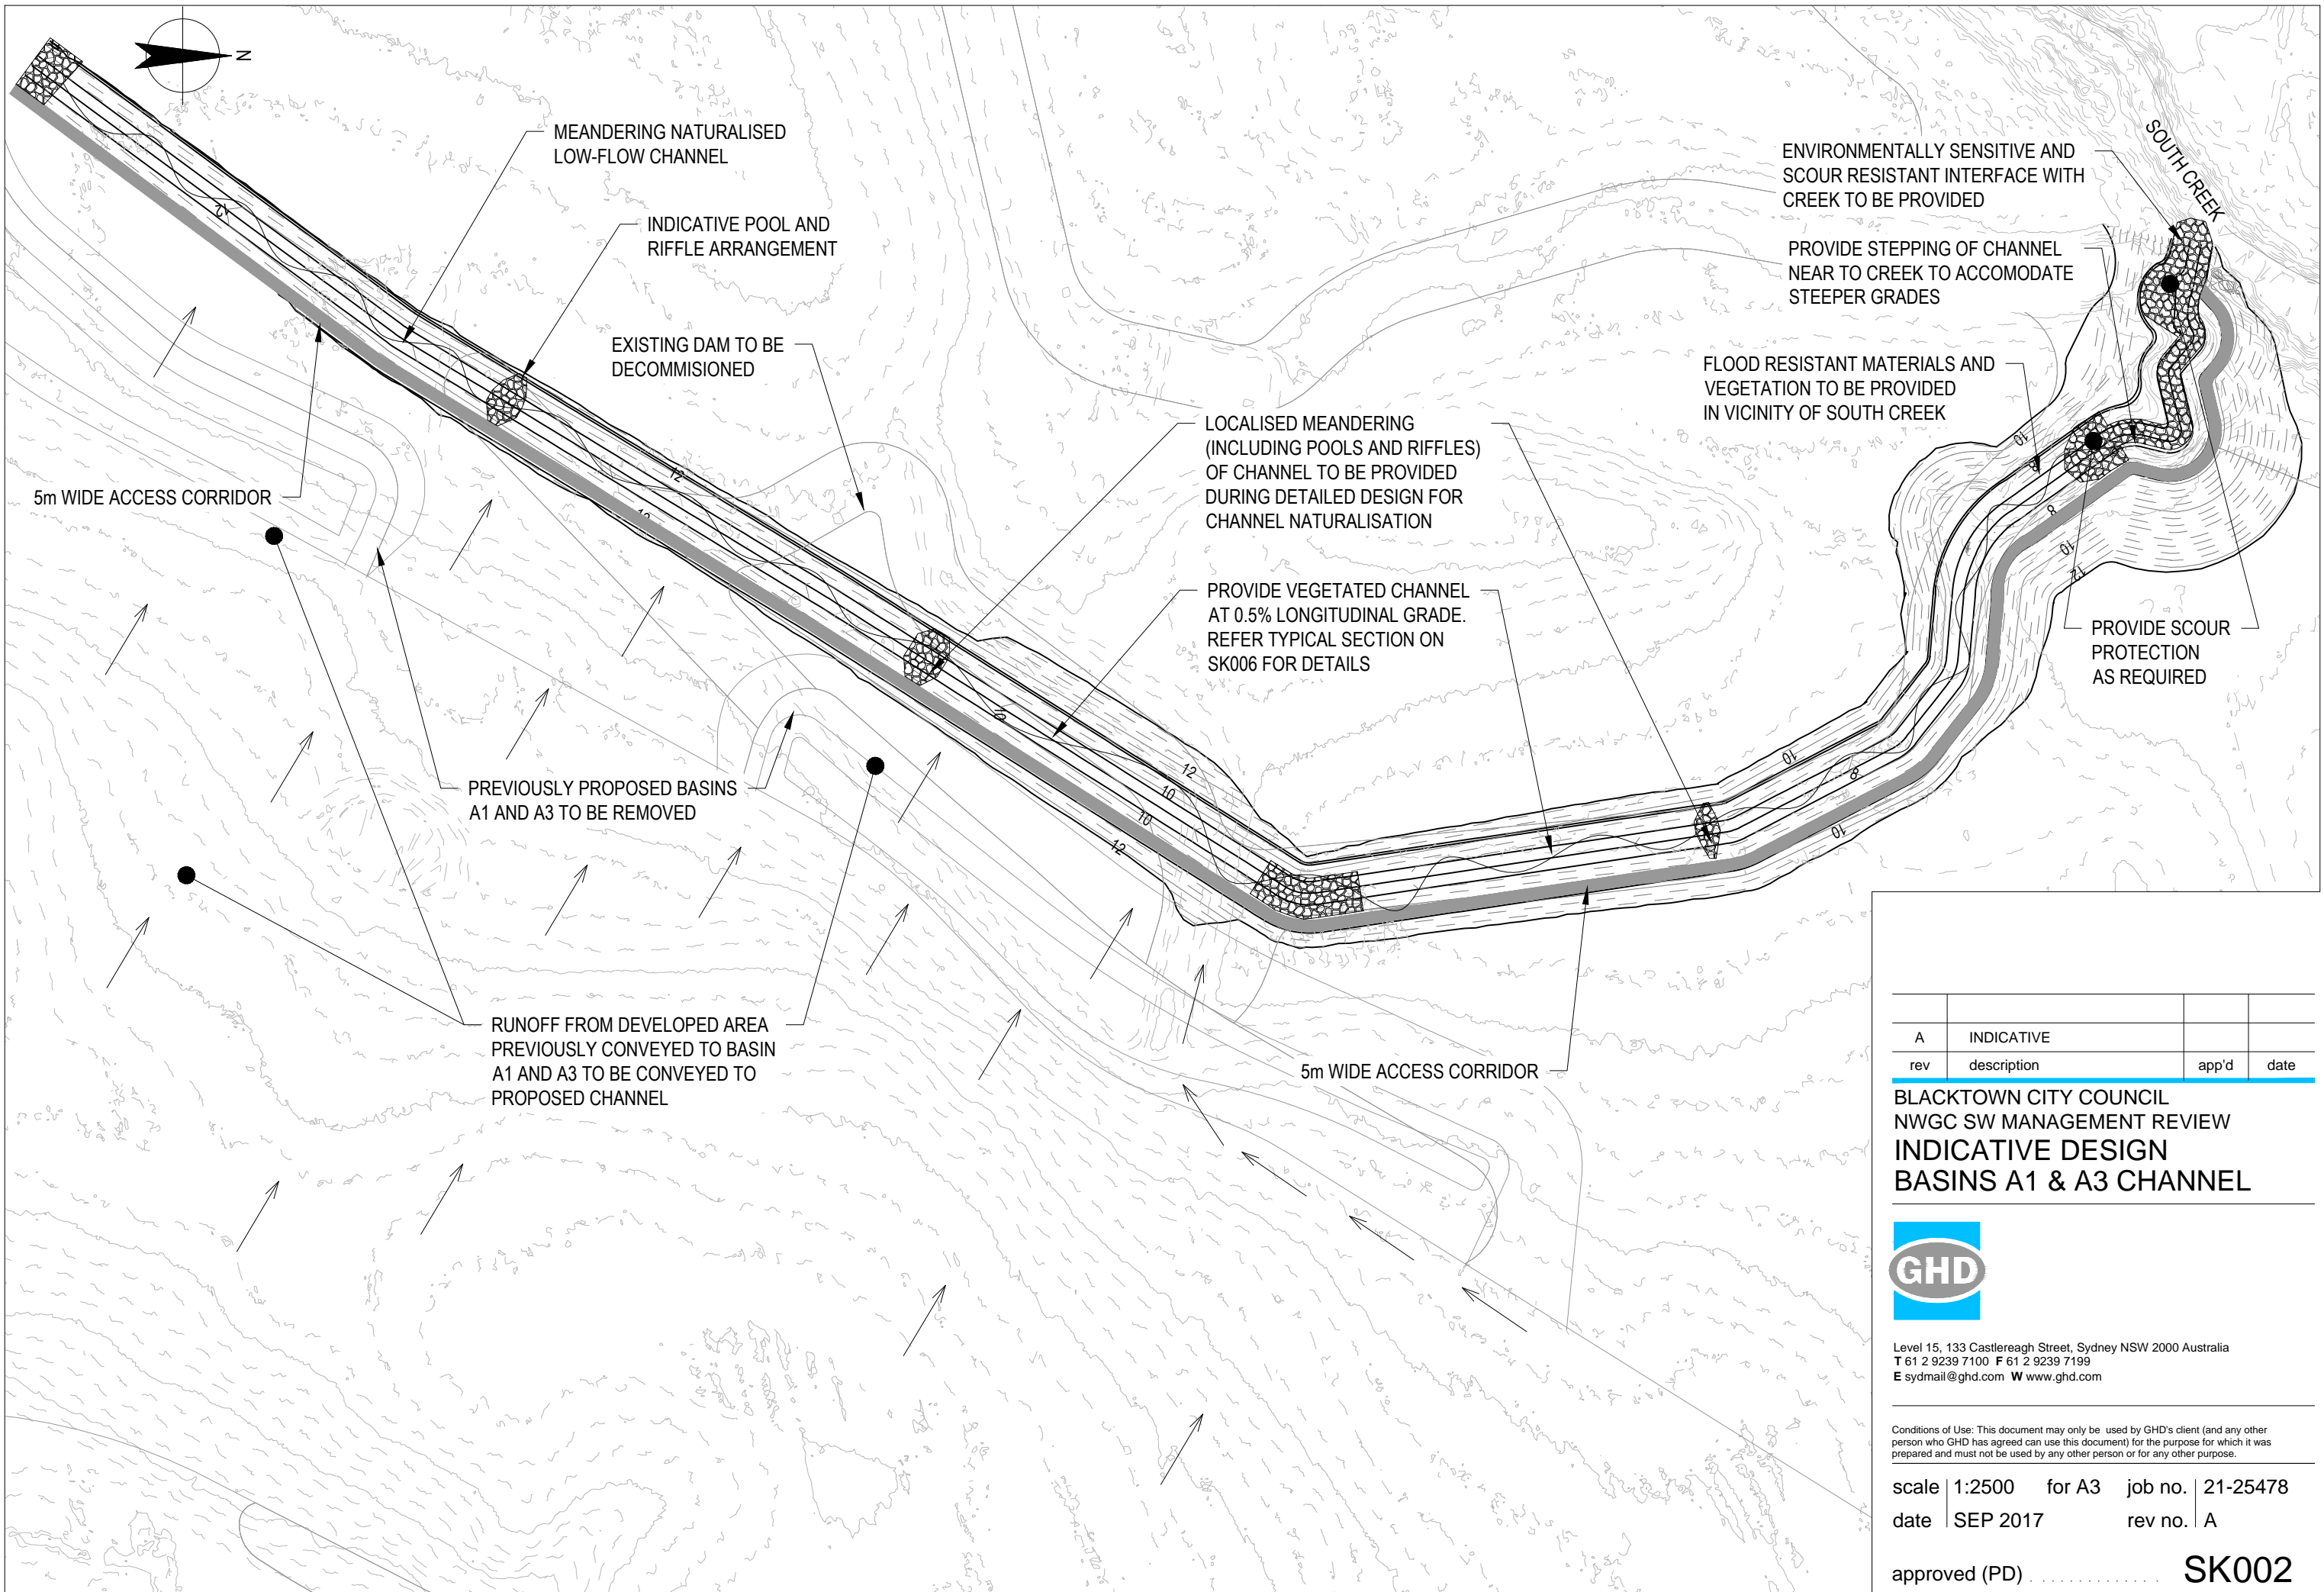 N
MEANDERING NATURALISED
LOW-FLOW CHANNEL
INDICATIVE POOL AND
RIFFLE ARRANGEMENT
EXISTING DAM TO BE
DECOMMISIONED
5m WIDE ACCESS CORRIDOR
LOCALISED MEANDERING
(INCLUDING POOLS AND RIFFLES)
OF CHANNEL TO BE PROVIDED
DURING DETAILED DESIGN FOR
CHANNEL NATURALISATION
PROVIDE VEGETATED CHANNEL
AT 0.5% LONGITUDINAL GRADE.
REFER TYPICAL SECTION ON
SK006 FOR DETAILS
SOUTH CREEK
ENVIRONMENTALLY SENSITIVE AND
SCOUR RESISTANT INTERFACE WITH
CREEK TO BE PROVIDED
PROVIDE STEPPING OF CHANNEL
NEAR TO CREEK TO ACCOMODATE
STEEPER GRADES
FLOOD RESISTANT MATERIALS AND
VEGETATION TO BE PROVIDED
IN VICINITY OF SOUTH CREEK
PROVIDE SCOUR
PROTECTION
AS REQUIRED
PREVIOUSLY PROPOSED BASINS
A1 AND A3 TO BE REMOVED
RUNOFF FROM DEVELOPED AREA
PREVIOUSLY CONVEYED TO BASIN
A1 AND A3 TO BE CONVEYED TO
PROPOSED CHANNEL
5m WIDE ACCESS CORRIDOR
12
12
10
12
10
10
12
10
8
10
10
8
10
12
A INDICATIVE
rev description app'd date
BLACKTOWN CITY COUNCIL
NWGC SW MANAGEMENT REVIEW
INDICATIVE DESIGN
BASINS A1 & A3 CHANNEL
GHD
Level 15, 133 Castlereagh Street, Sydney NSW 2000 Australia
T 61 2 9239 7100 F 61 2 9239 7199
E sydmail@ghd.com W www.ghd.com
Conditions of Use: This document may only be used by GHD's client (and any other
person who GHD has agreed can use this document) for the purpose for which it was
prepared and must not be used by any other person or for any other purpose.
scale 1:2500 for A3 job no. 21-25478
date SEP 2017 rev no. A
approved (PD) . . . . . . . . . . . . . . SK002